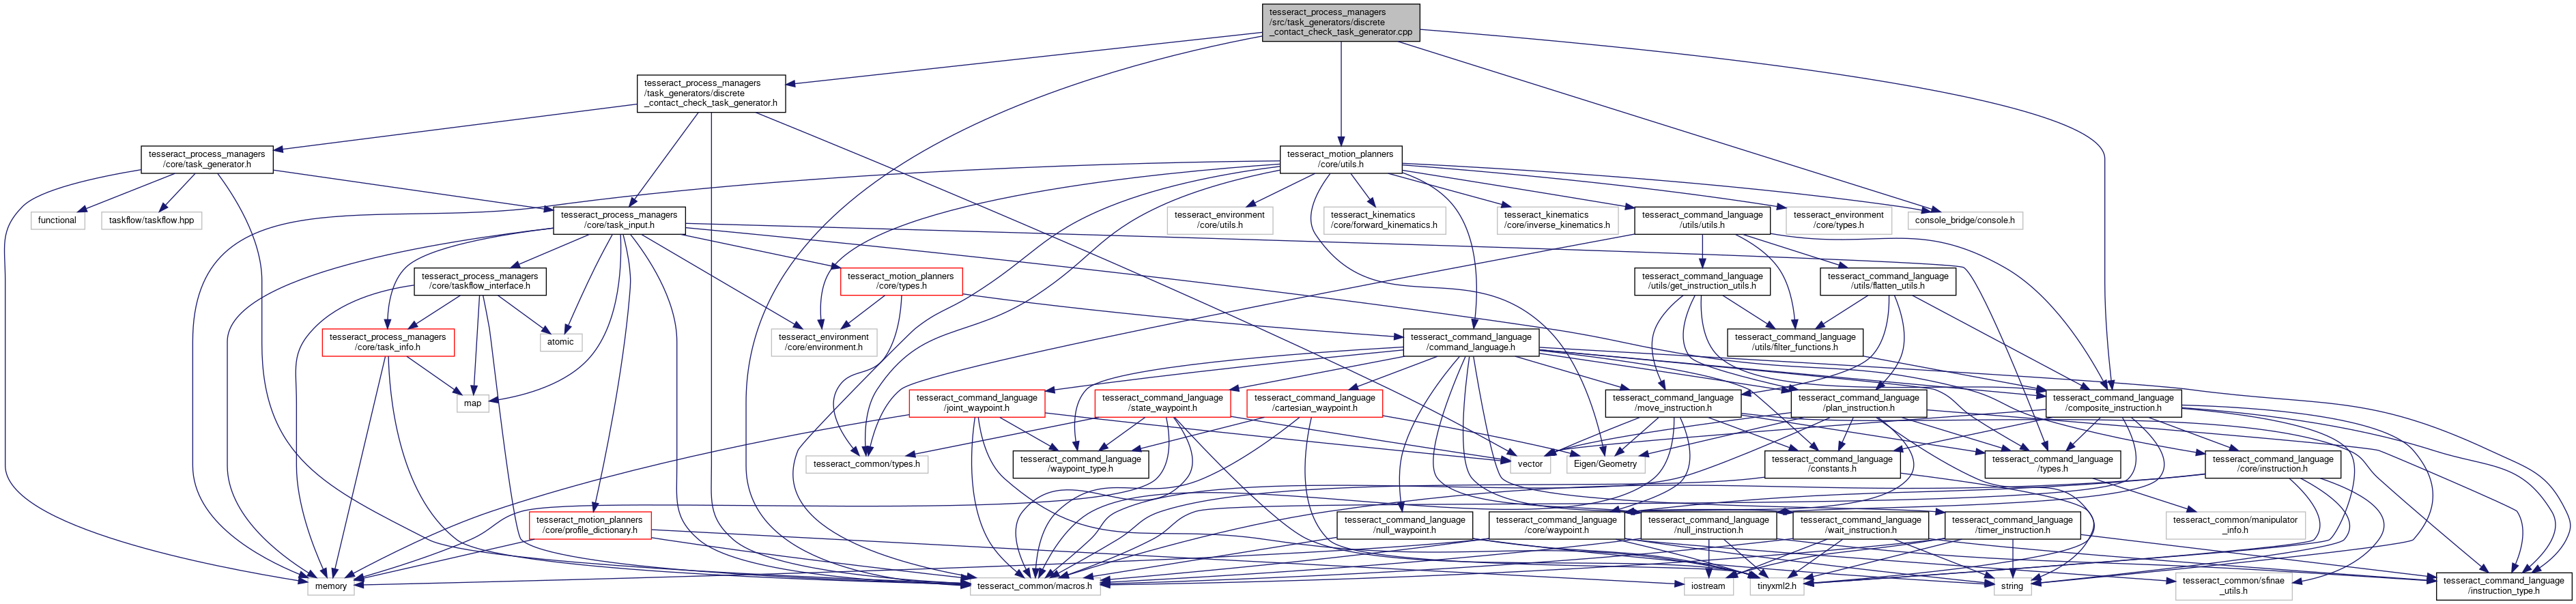 tesseract_process_managers
/src/task_generators/discrete
_contact_check_task_generator.cpp
tesseract_process_managers
/task_generators/discrete
_contact_check_task_generator.h
tesseract_process_managers
/core/task_generator.h
tesseract_motion_planners
/core/utils.h
functional
taskflow/taskflow.hpp
tesseract_process_managers
/core/task_input.h
tesseract_environment
/core/utils.h
tesseract_kinematics
/core/forward_kinematics.h
tesseract_kinematics
/core/inverse_kinematics.h
tesseract_command_language
/utils/utils.h
tesseract_environment
/core/types.h
console_bridge/console.h
tesseract_process_managers
/core/taskflow_interface.h
tesseract_motion_planners
/core/types.h
tesseract_command_language
/utils/get_instruction_utils.h
tesseract_command_language
/utils/flatten_utils.h
tesseract_process_managers
/core/task_info.h
atomic
tesseract_environment
/core/environment.h
tesseract_command_language
/command_language.h
tesseract_command_language
/utils/filter_functions.h
map
tesseract_command_language
/joint_waypoint.h
tesseract_command_language
/state_waypoint.h
tesseract_command_language
/cartesian_waypoint.h
tesseract_command_language
/move_instruction.h
tesseract_command_language
/plan_instruction.h
tesseract_command_language
/composite_instruction.h
tesseract_common/types.h
tesseract_command_language
/waypoint_type.h
vector
Eigen/Geometry
tesseract_command_language
/constants.h
tesseract_command_language
/types.h
tesseract_command_language
/core/instruction.h
tesseract_motion_planners
/core/profile_dictionary.h
tesseract_command_language
/null_waypoint.h
tesseract_command_language
/core/waypoint.h
tesseract_command_language
/null_instruction.h
tesseract_command_language
/wait_instruction.h
tesseract_command_language
/timer_instruction.h
tesseract_common/manipulator
_info.h
memory
tesseract_common/macros.h
iostream
tinyxml2.h
string
tesseract_common/sfinae
_utils.h
tesseract_command_language
/instruction_type.h